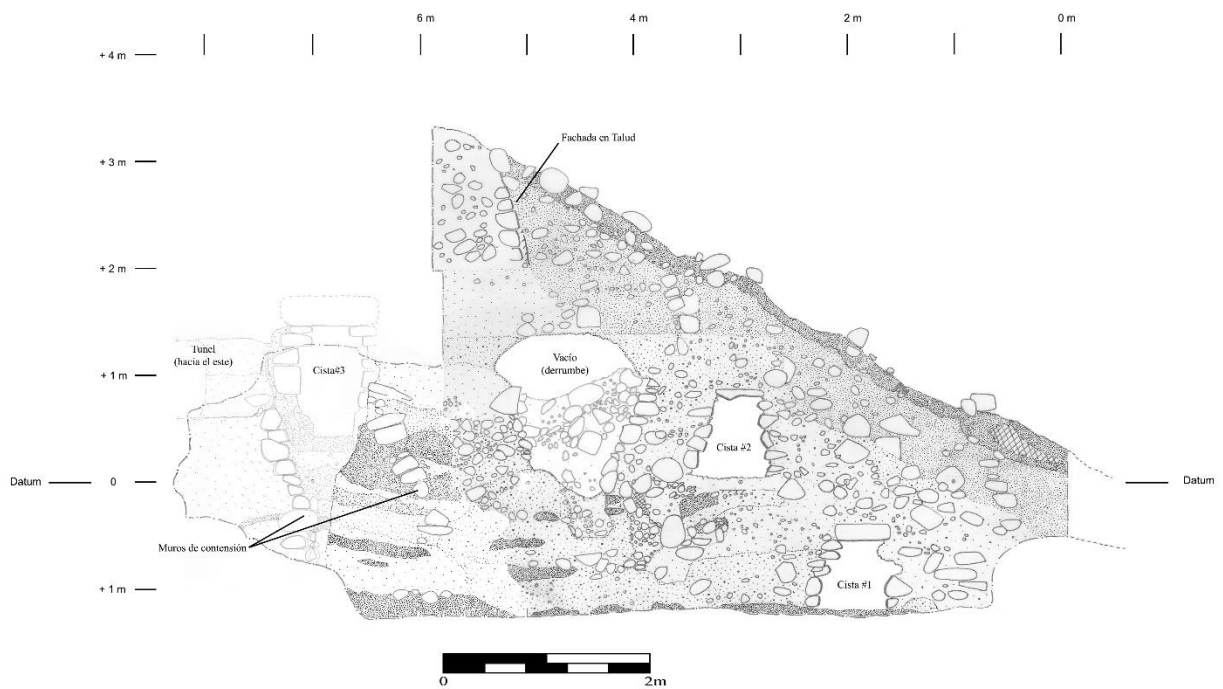 6 m
4 m
2 m
0 m
+ 4 m
+ 3 m
Fachada en Talud
+ 2 m
Tunel
(hacia el este)
Cista#3
Vacío
(derrumbe)
+ 1 m
Cista #2
Datum
0
Datum
Muros de contensión
Cista #1
+ 1 m
0
2m